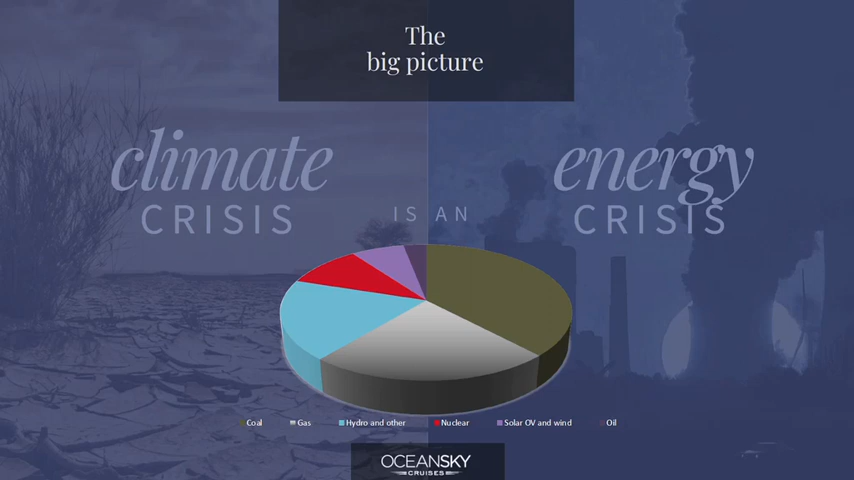 The
big picture
climate
CRISIS
IS AN
energy
CRISIS
Coal
Gas
Hydro and other
Nuclear
Solar OV and wind
Oil
OCEANSKY
CRUISES